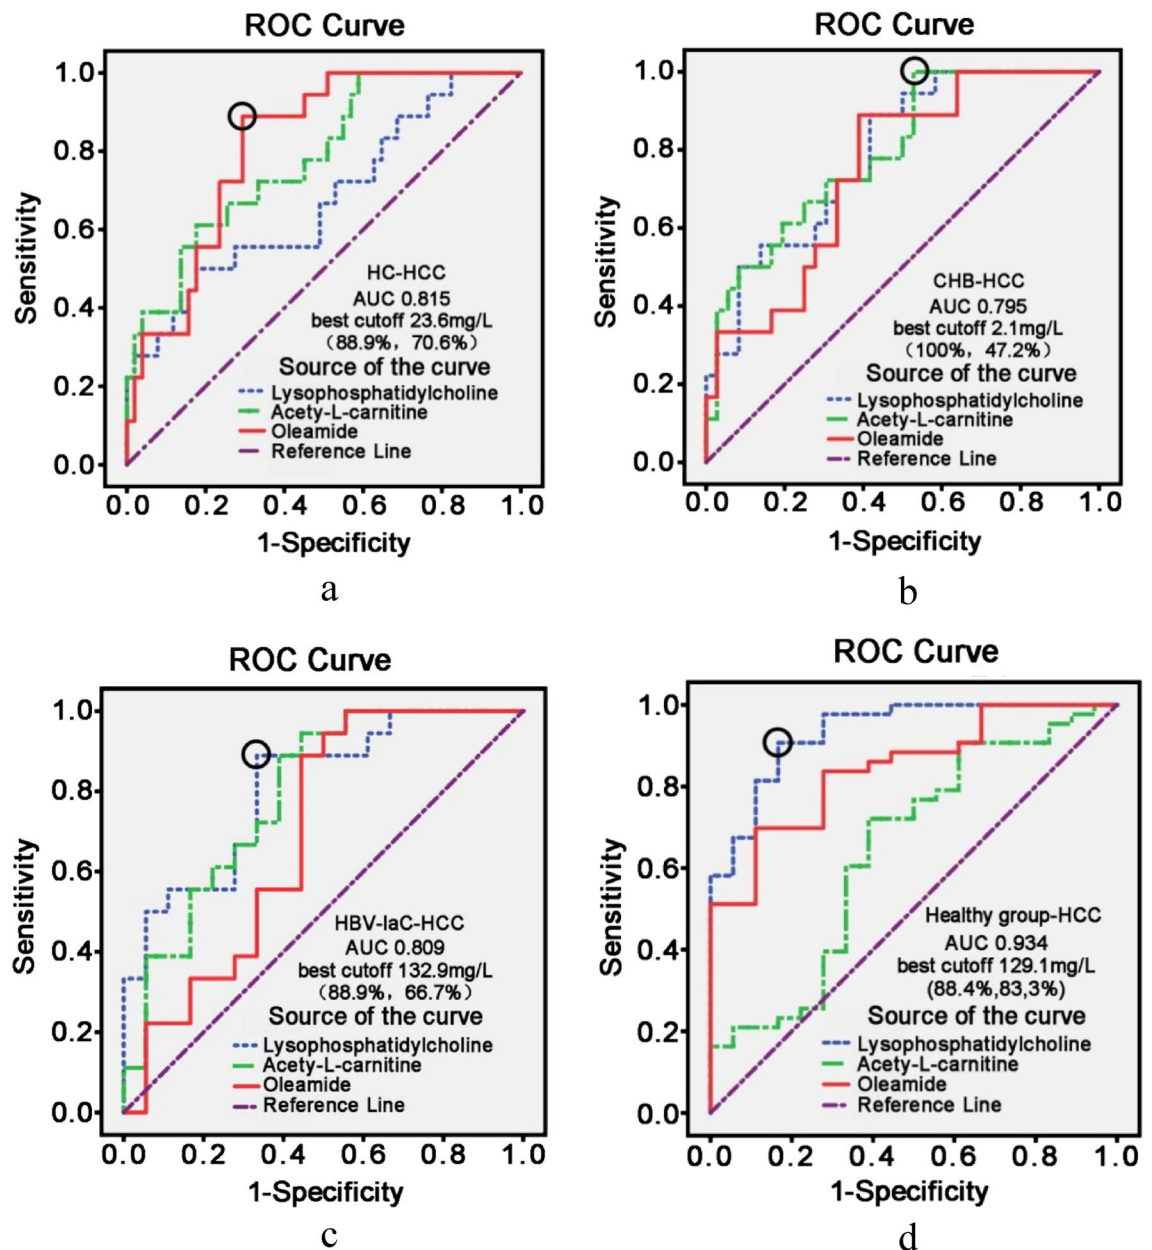 ROC Curve
1.0
0.8
0.6
0.4
0.2
0.0
Sensitivity
HC-HCC
AUC 0.815
best cutoff 23.6mg/L
(88.9%, 70.6%)
Source of the curve
Lysophosphatidylcholine
Acety-L-carnitine
Oleamide
Reference Line
0.0 0.2 0.4 0.6 0.8 1.0
1-Specificity
a
ROC Curve
1.0
0.8
0.6
0.4
0.2
0.0
Sensitivity
CHB-HCC
AUC 0.795
best cutoff 2.1mg/L
(100%, 47.2%)
Source of the curve
Lysophosphatidylcholine
Acety-L-carnitine
Oleamide
Reference Line
0.0 0.2 0.4 0.6 0.8 1.0
1-Specificity
b
ROC Curve
1.0
0.8
0.6
0.4
0.2
0.0
Sensitivity
HBV-laC-HCC
AUC 0.809
best cutoff 132.9mg/L
(88.9%, 66.7%)
Source of the curve
Lysophosphatidylcholine
Acety-L-carnitine
Oleamide
Reference Line
0.0 0.2 0.4 0.6 0.8 1.0
1-Specificity
c
ROC Curve
1.0
0.8
0.6
0.4
0.2
0.0
Sensitivity
Healthy group-HCC
AUC 0.934
best cutoff 129.1mg/L
(88.4%,83,3%)
Source of the curve
Lysophosphatidylcholine
Acety-L-carnitine
Oleamide
Reference Line
0.0 0.2 0.4 0.6 0.8 1.0
1-Specificity
d